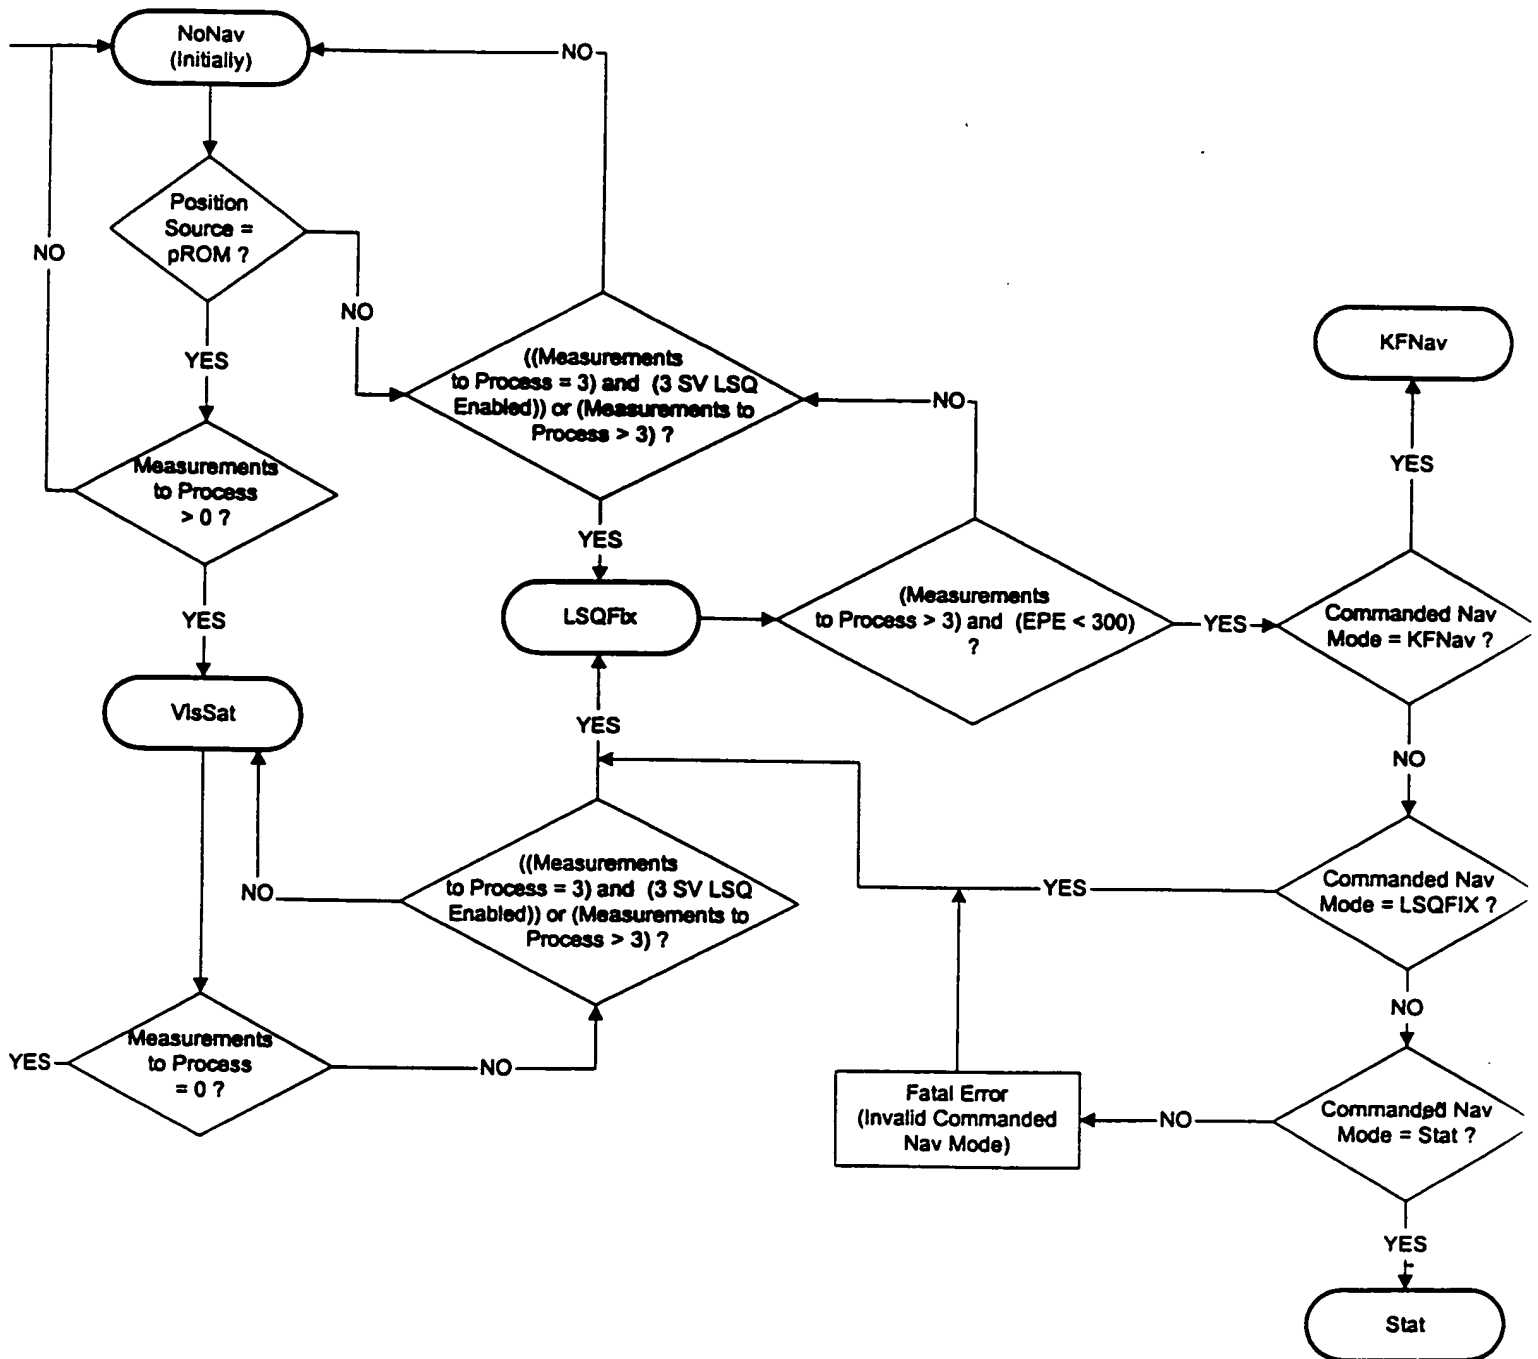 NoNav
(Initially)
NO
Position
Source =
pROM ?
NO
NO
YES
((Measurements
to Process = 3) and (3 SV LSQ
Enabled)) or (Measurements to
Process > 3) ?
KFNav
NO
YES
Measurements
to Process
> 0 ?
YES
YES
LSQFix
(Measurements
to Process > 3) and (EPE < 300)
?
YES
Commanded Nav
Mode = KFNav ?
VisSat
YES
NO
((Measurements
to Process = 3) and (3 SV LSQ
Enabled)) or (Measurements to
Process > 3) ?
NO
YES
Commanded Nav
Mode = LSQFIX ?
NO
YES
Measurements
to Process
= 0 ?
NO
Fatal Error
(Invalid Commanded
Nav Mode)
NO
Commanded Nav
Mode = Stat ?
YES
Stat